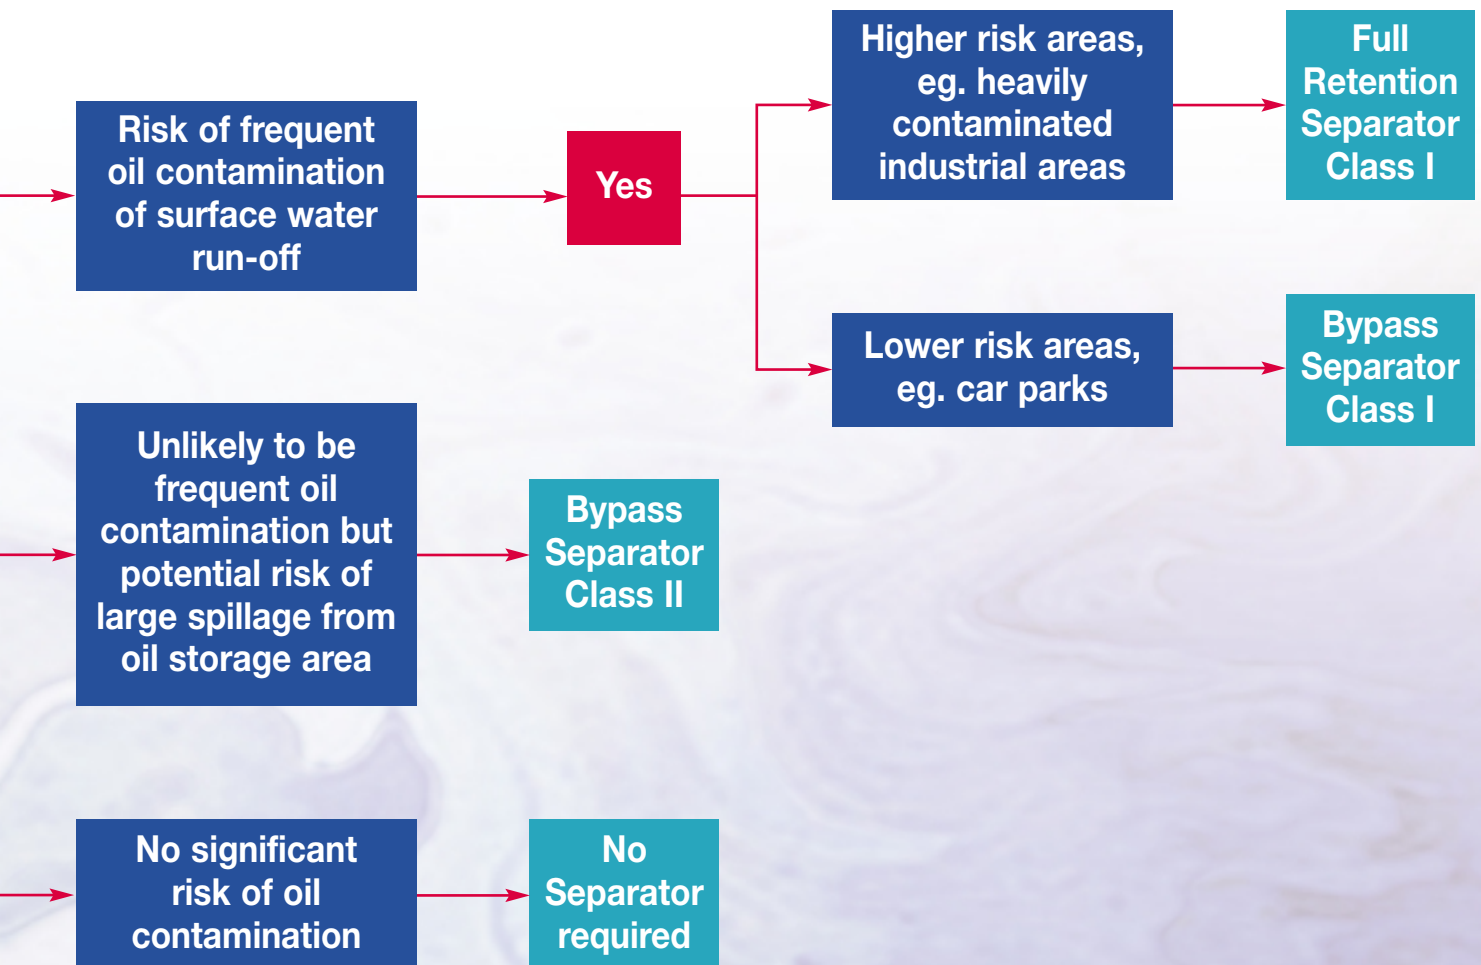 Risk of frequent
oil contamination
of surface water
run-off
Yes
Higher risk areas,
eg. heavily
contaminated
industrial areas
Full
Retention
Separator
Class I
Lower risk areas,
eg. car parks
Bypass
Separator
Class I
Unlikely to be
frequent oil
contamination but
potential risk of
large spillage from
oil storage area
Bypass
Separator
Class II
No significant
risk of oil
contamination
No
Separator
required